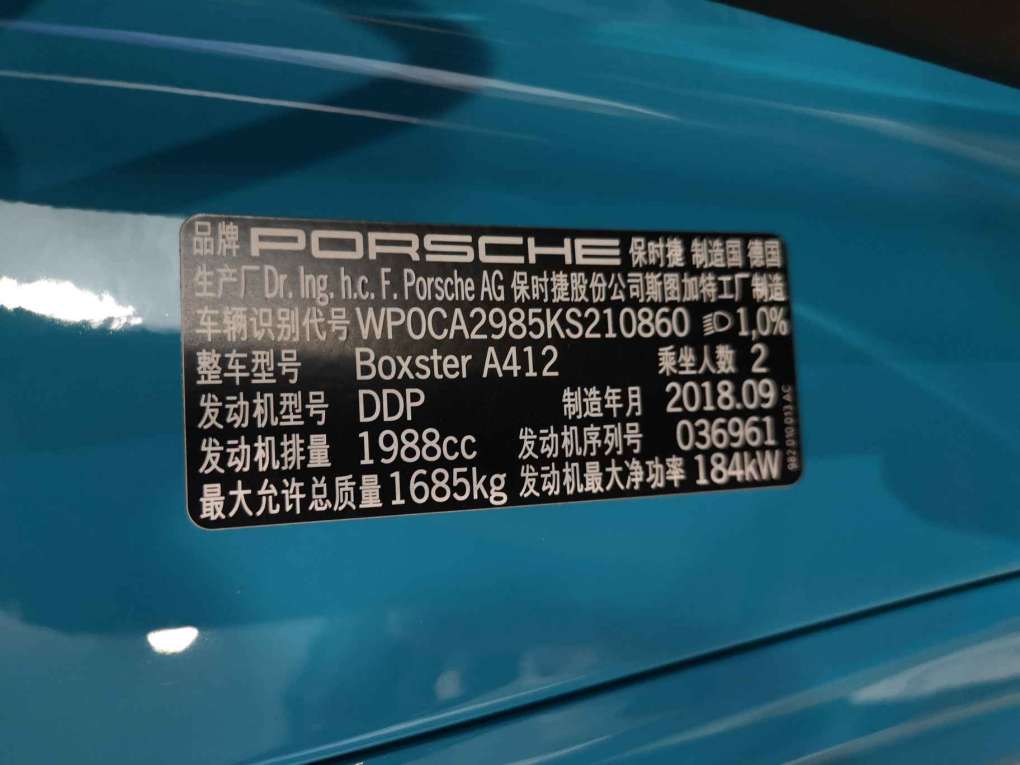 品牌 PORSCHE 保时捷 制造国 德国
生产厂 Dr. Ing. h.c. F. Porsche AG 保时捷股份公司斯图加特工厂制造
车辆识别代号 WP0CA2985KS210860 1,0%
整车型号 Boxster A412 乘坐人数 2
发动机型号 DDP 制造年月 2018.09
发动机排量 1988cc 发动机序列号 036961
最大允许总质量 1685kg 发动机最大净功率 184kW
982.010.013.AC